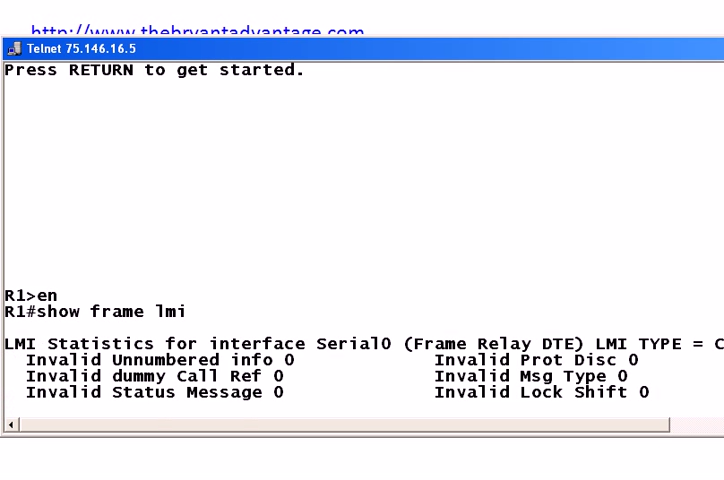 http://www.thebryantadvantage.com
Telnet 75.146.16.5
Press RETURN to get started.
R1>en
R1#show frame lmi
LMI Statistics for interface Serial0 (Frame Relay DTE) LMI TYPE = C
Invalid Unnumbered info 0 Invalid Prot Disc 0
Invalid dummy Call Ref 0 Invalid Msg Type 0
Invalid Status Message 0 Invalid Lock Shift 0